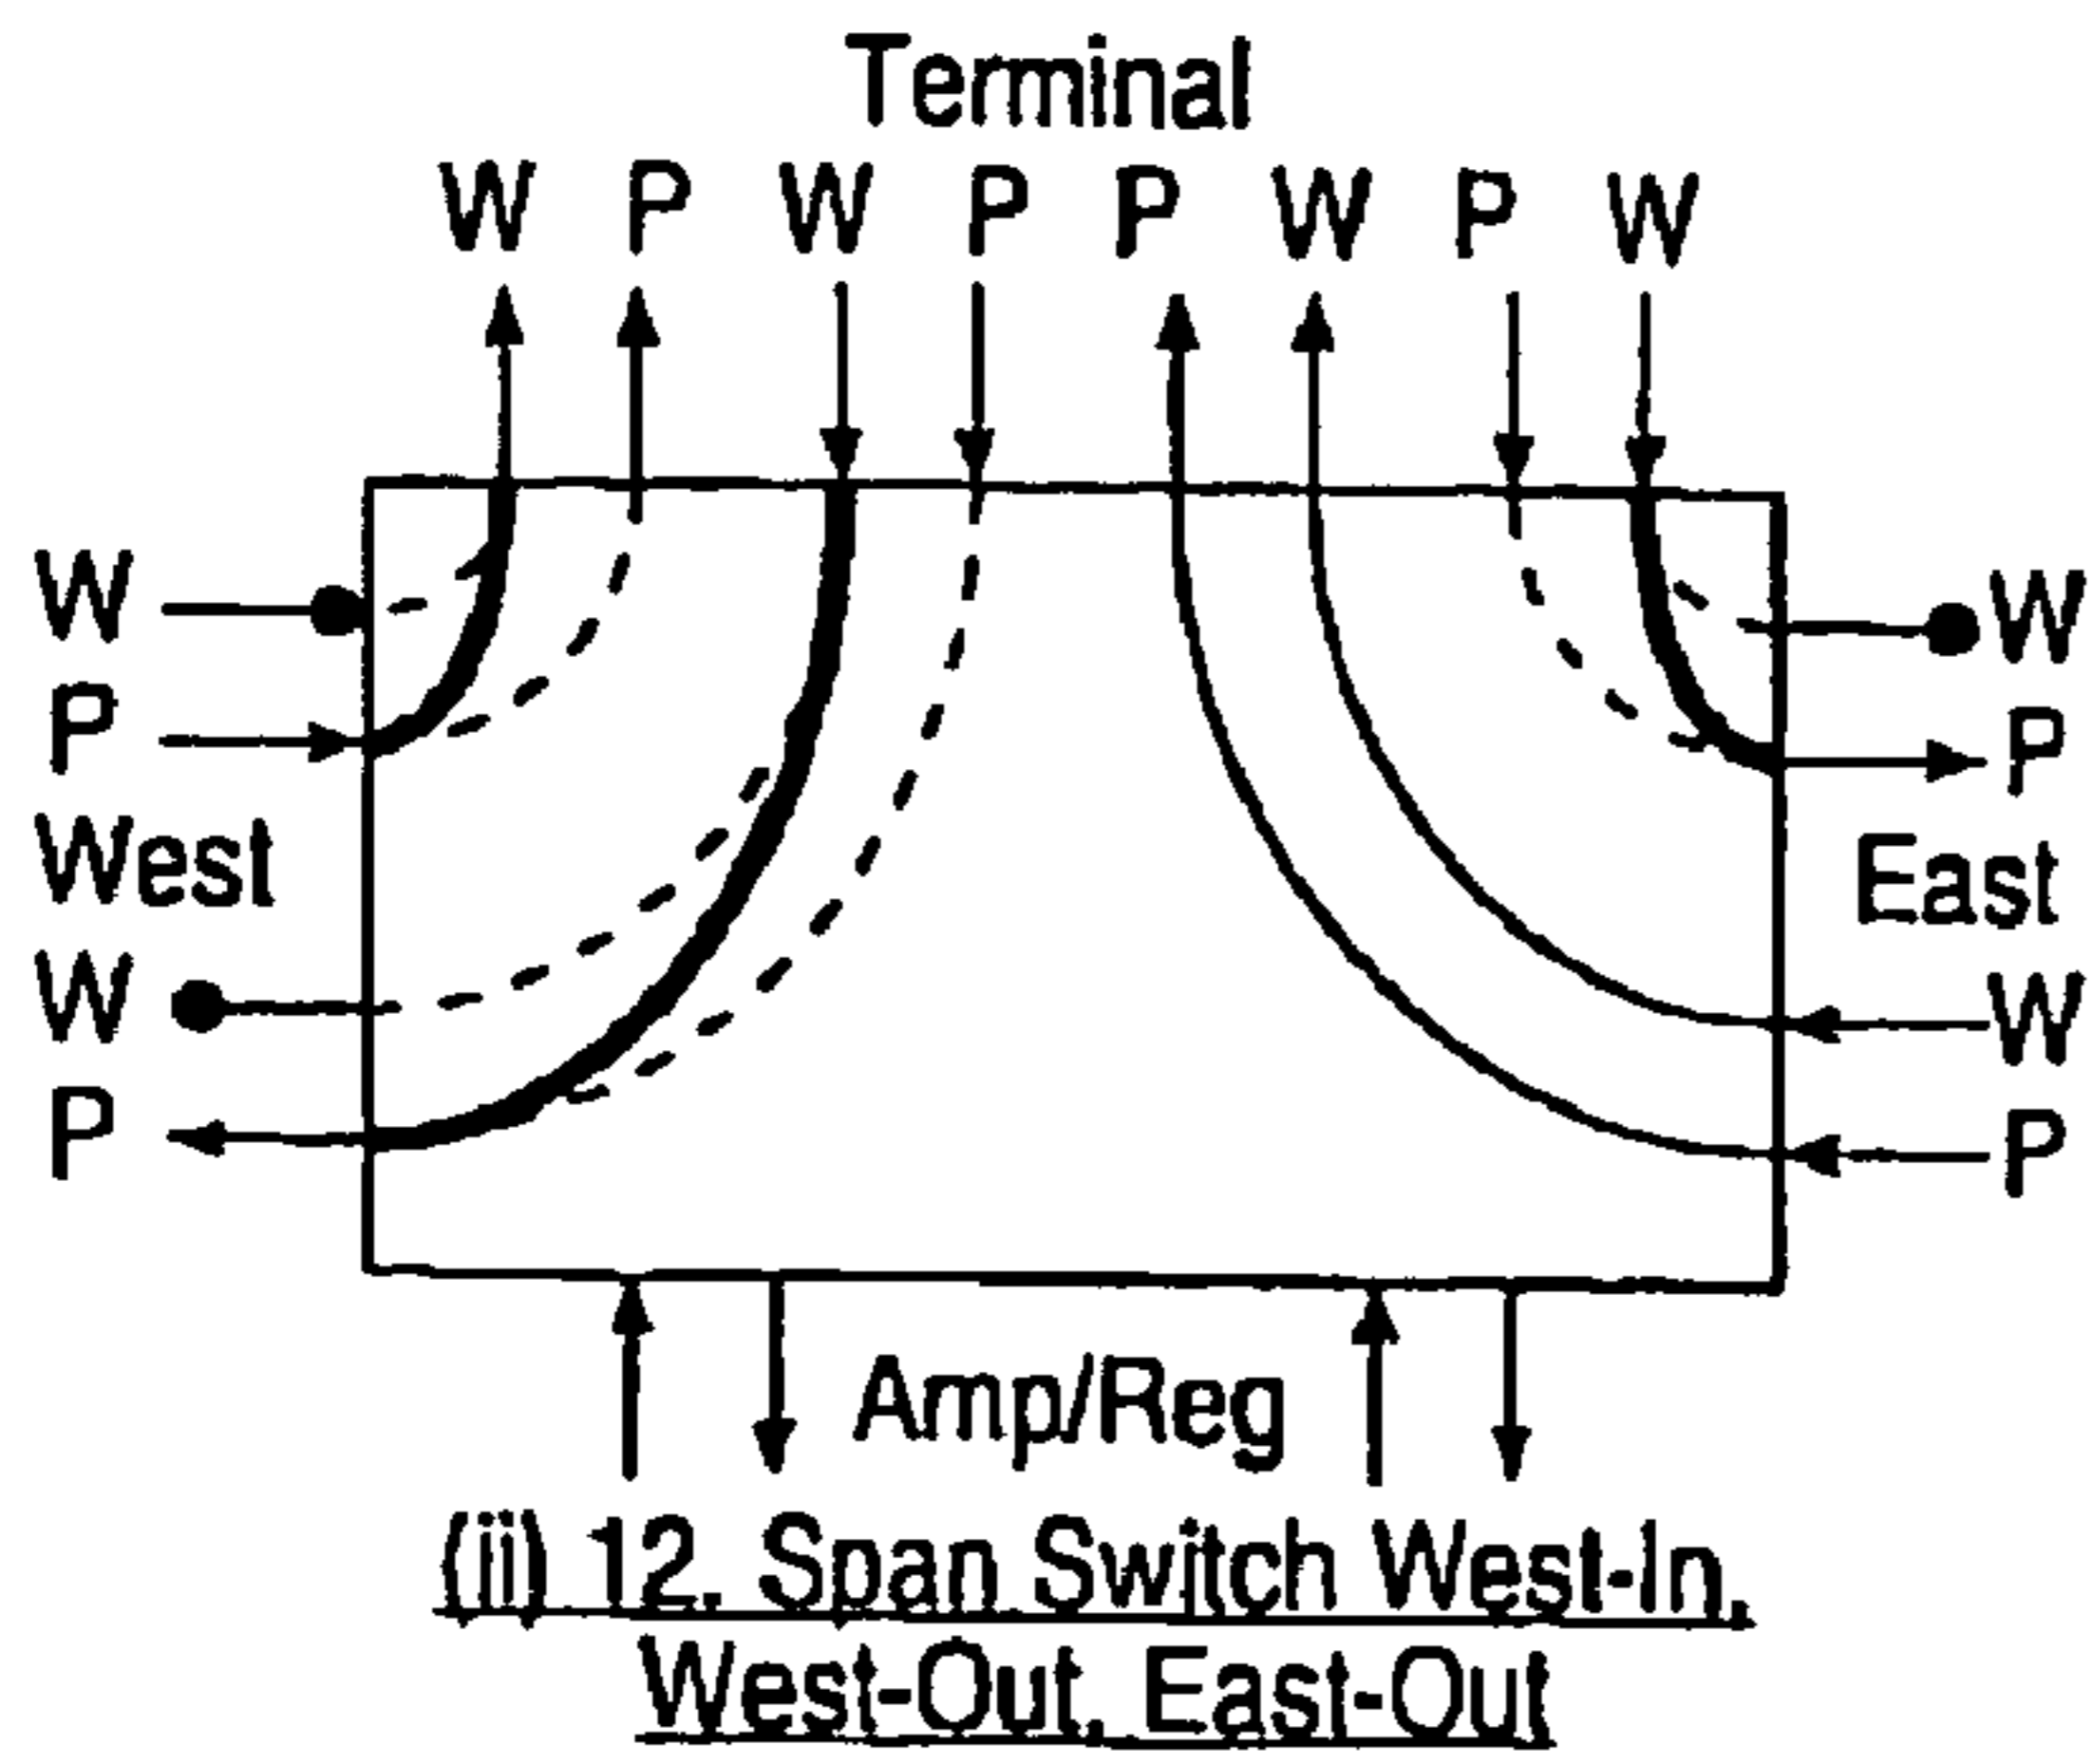 Terminal
W P W P P W P W
W W
P P
West East
W W
P P
Amp/Reg
(ii) 12. Span Switch West-In,
West-Out, East-Out